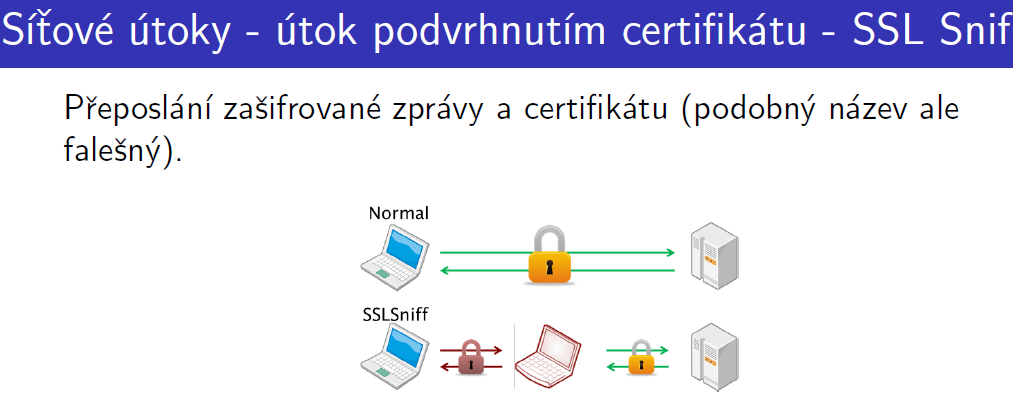 Síťové útoky - útok podvrhnutím certifikátu - SSL Snif
Přeposlání zašifrované zprávy a certifikátu (podobný název ale
falešný).
Normal
SSLSniff